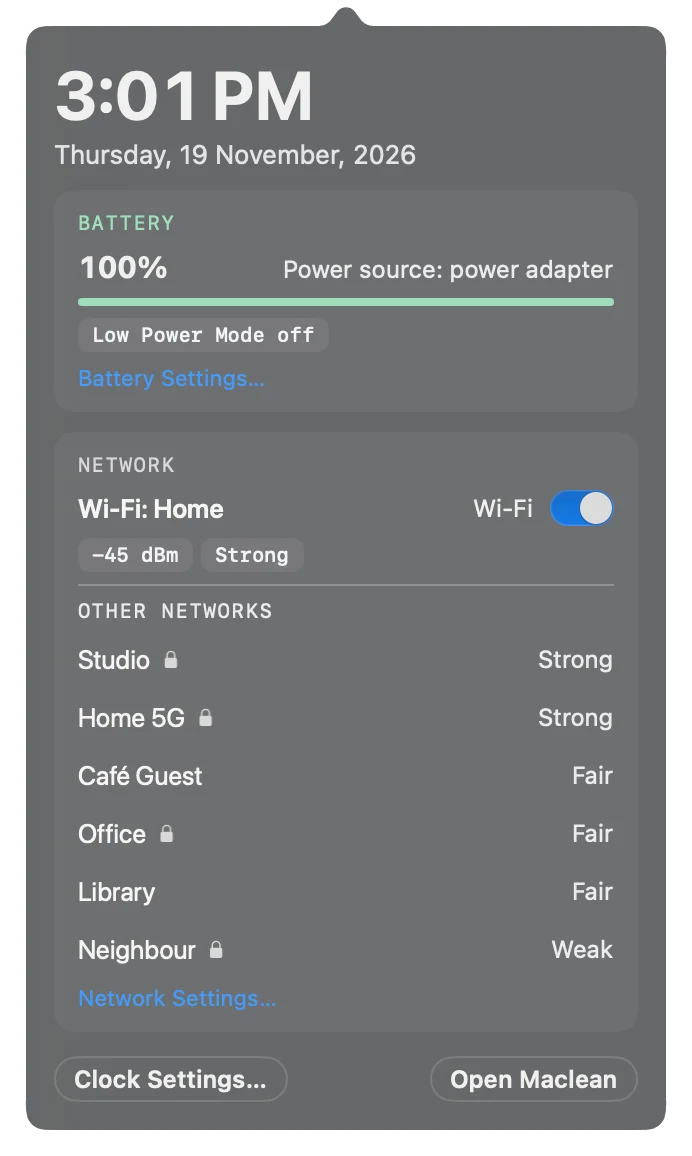 3:01 PM
Thursday, 19 November, 2026
BATTERY
100% Power source: power adapter
Low Power Mode off
Battery Settings...
NETWORK
Wi-Fi: Home Wi-Fi
−45 dBm Strong
OTHER NETWORKS
Studio Strong
Home 5G Strong
Café Guest Fair
Office Fair
Library Fair
Neighbour Weak
Network Settings...
Clock Settings... Open Maclean